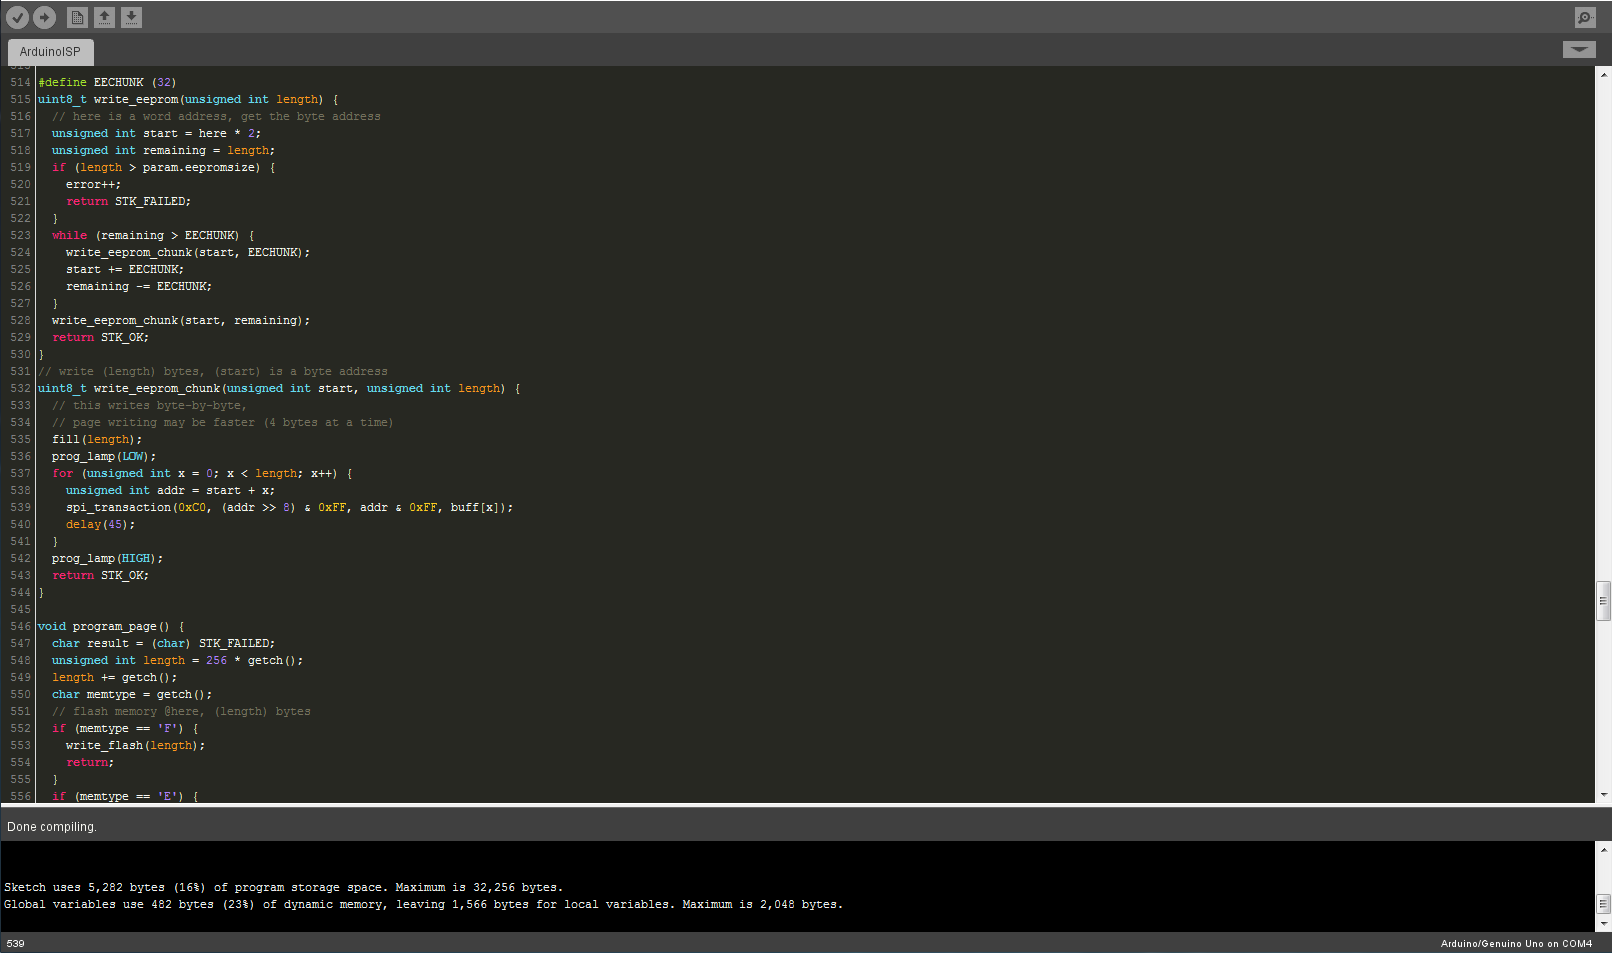 ArduinoISP
514 #define EECHUNK (32)
515 uint8_t write_eeprom(unsigned int length) {
516   // here is a word address, get the byte address
517   unsigned int start = here * 2;
518   unsigned int remaining = length;
519   if (length > param.eepromsize) {
520     error++;
521     return STK_FAILED;
522   }
523   while (remaining > EECHUNK) {
524     write_eeprom_chunk(start, EECHUNK);
525     start += EECHUNK;
526     remaining -= EECHUNK;
527   }
528   write_eeprom_chunk(start, remaining);
529   return STK_OK;
530 }
531 // write (length) bytes, (start) is a byte address
532 uint8_t write_eeprom_chunk(unsigned int start, unsigned int length) {
533   // this writes byte-by-byte,
534   // page writing may be faster (4 bytes at a time)
535   fill(length);
536   prog_lamp(LOW);
537   for (unsigned int x = 0; x < length; x++) {
538     unsigned int addr = start + x;
539     spi_transaction(0xC0, (addr >> 8) & 0xFF, addr & 0xFF, buff[x]);
540     delay(45);
541   }
542   prog_lamp(HIGH);
543   return STK_OK;
544 }
545
546 void program_page() {
547   char result = (char) STK_FAILED;
548   unsigned int length = 256 * getch();
549   length += getch();
550   char memtype = getch();
551   // flash memory @here, (length) bytes
552   if (memtype == 'F') {
553     write_flash(length);
554     return;
555   }
556   if (memtype == 'E') {
Done compiling.
Sketch uses 5,282 bytes (16%) of program storage space. Maximum is 32,256 bytes.
Global variables use 482 bytes (23%) of dynamic memory, leaving 1,566 bytes for local variables. Maximum is 2,048 bytes.
539
Arduino/Genuino Uno on COM4